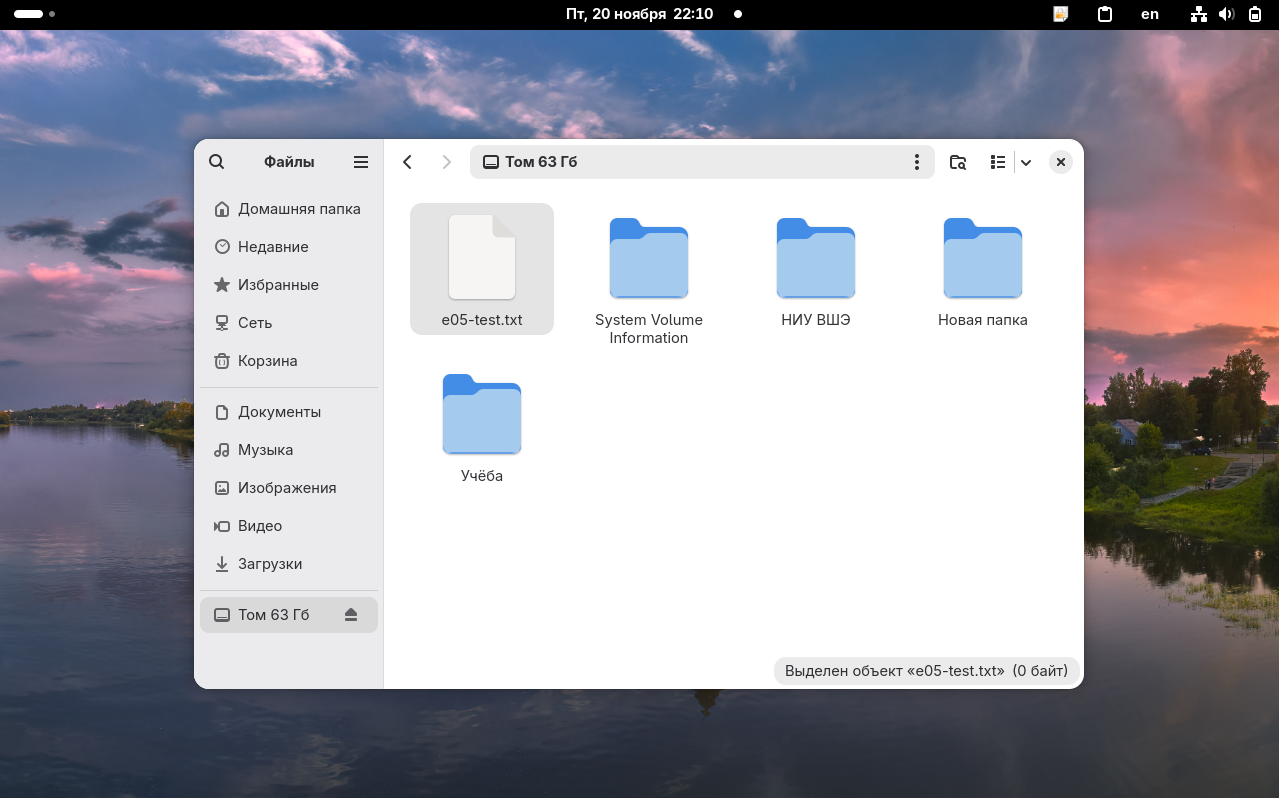 Пт, 20 ноября 22:10
en
Файлы
Том 63 Гб
Домашняя папка
Недавние
Избранные
Сеть
Корзина
Документы
Музыка
Изображения
Видео
Загрузки
Том 63 Гб
e05-test.txt
System Volume
Information
НИУ ВШЭ
Новая папка
Учёба
Выделен объект «e05-test.txt» (0 байт)